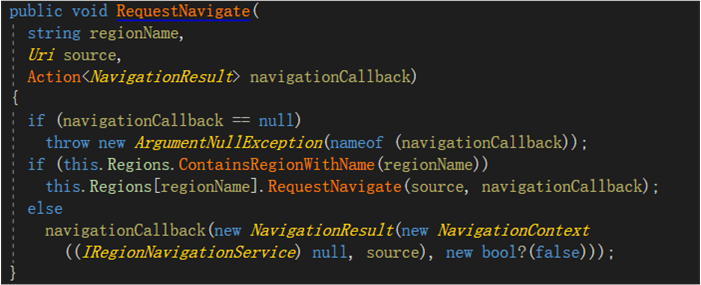 public void RequestNavigate(
string regionName,
Uri source,
Action<NavigationResult> navigationCallback)
{
if (navigationCallback == null)
throw new ArgumentNullException(nameof (navigationCallback));
if (this.Regions.ContainsRegionWithName(regionName))
this.Regions[regionName].RequestNavigate(source, navigationCallback);
else
navigationCallback(new NavigationResult(new NavigationContext
((IRegionNavigationService) null, source), new bool?(false)));
}